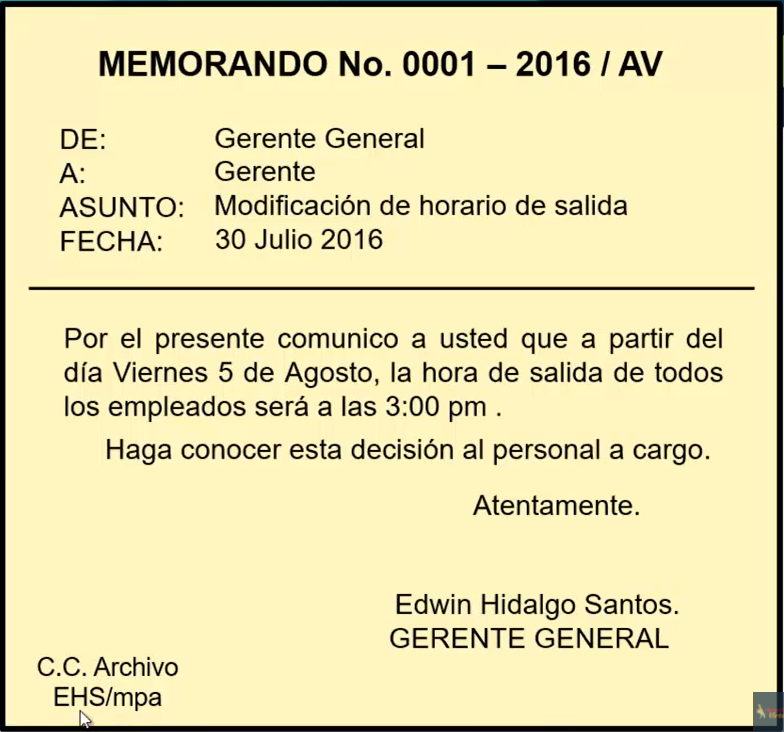 MEMORANDO No. 0001 – 2016 / AV
DE: Gerente General
A: Gerente
ASUNTO: Modificación de horario de salida
FECHA: 30 Julio 2016
Por el presente comunico a usted que a partir del
día Viernes 5 de Agosto, la hora de salida de todos
los empleados será a las 3:00 pm .
Haga conocer esta decisión al personal a cargo.
Atentamente.
Edwin Hidalgo Santos.
GERENTE GENERAL
C.C. Archivo
EHS/mpa